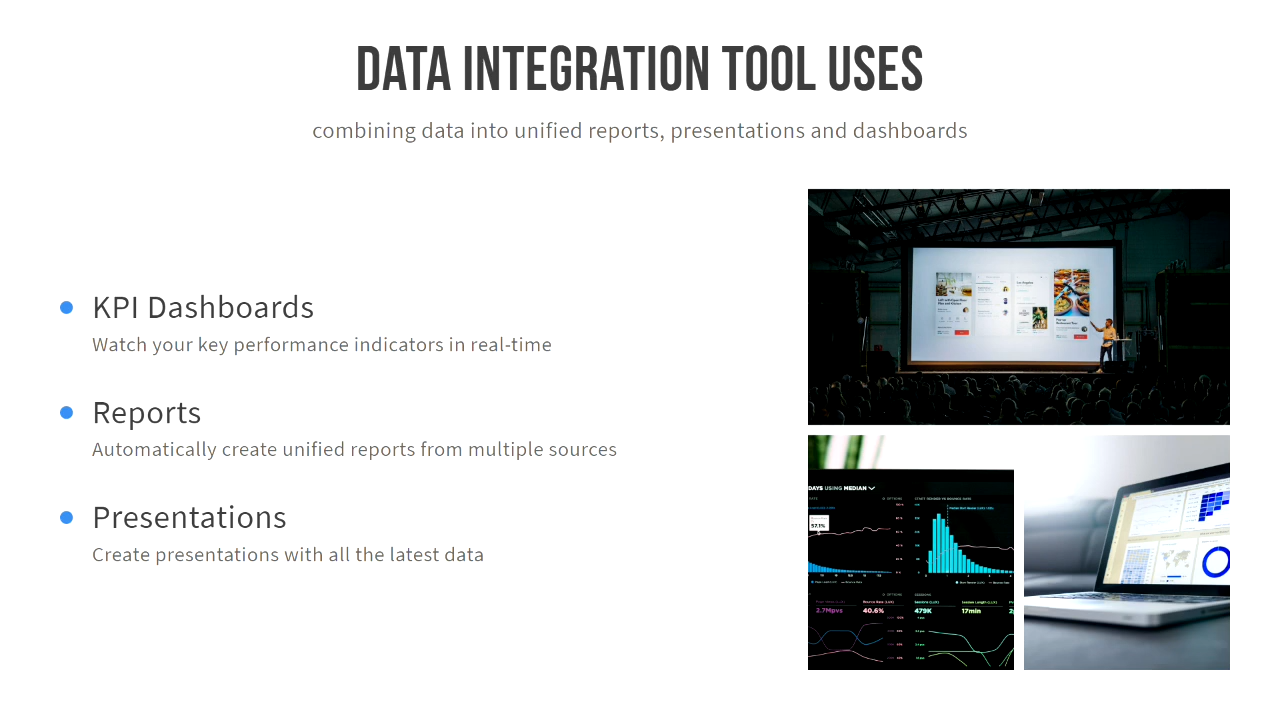 DATA INTEGRATION TOOL USES
combining data into unified reports, presentations and dashboards
KPI Dashboards
Watch your key performance indicators in real-time
Reports
Automatically create unified reports from multiple sources
Presentations
Create presentations with all the latest data
DAYS USING MEDIAN
OPTIONS
57.1%
OPTIONS
2.7Mpvs
40.6%
479K
17min